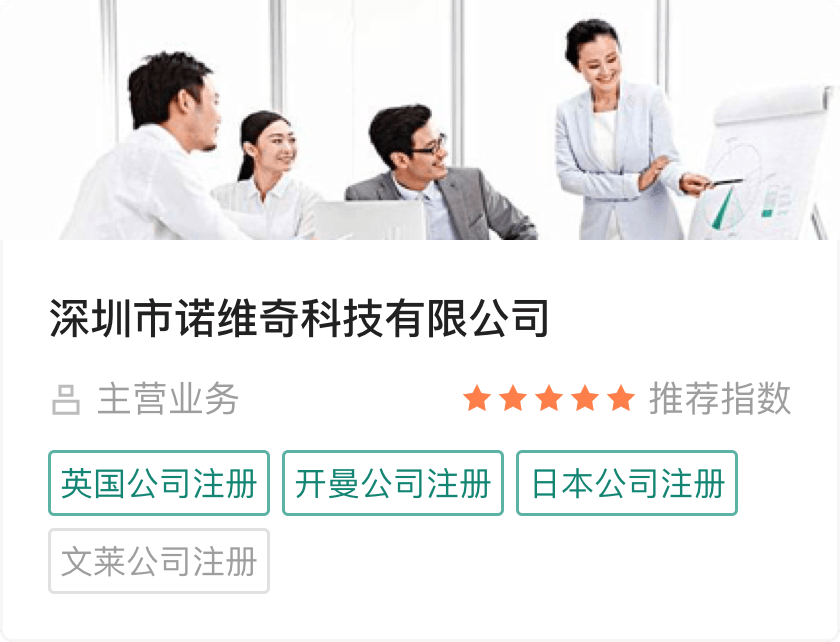 深圳市诺维奇科技有限公司
主营业务 推荐指数
英国公司注册 开曼公司注册 日本公司注册
文莱公司注册